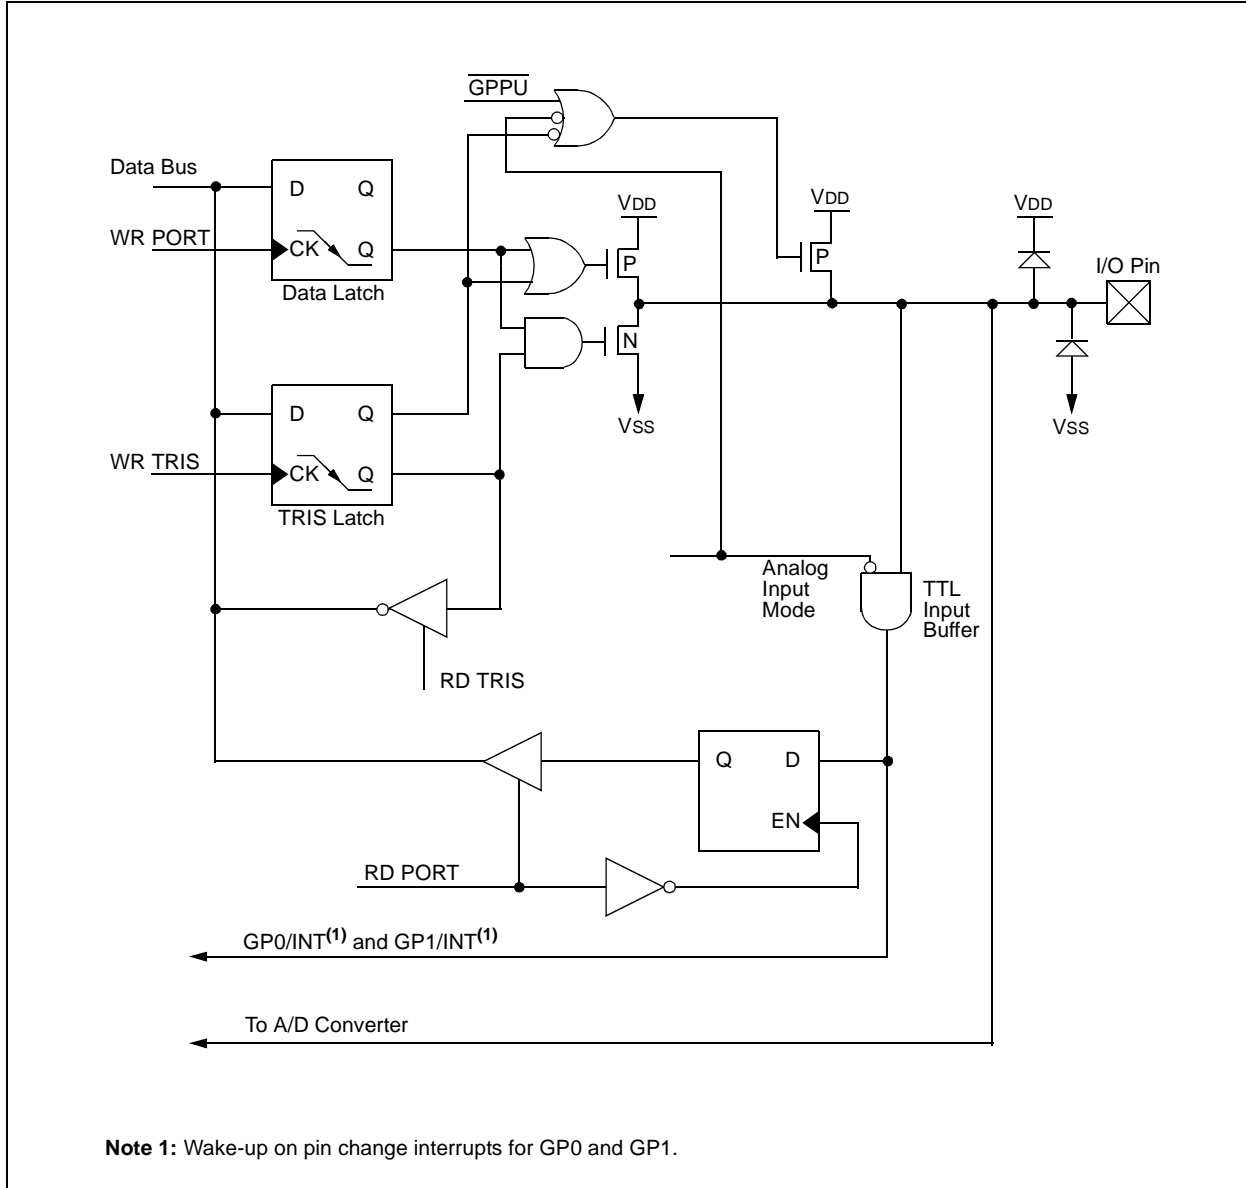 GPPU
Data Bus
D Q
WR PORT
CK Q
Data Latch
VDD
P
N
VSS
VDD
P
VDD
I/O Pin
VSS
D Q
WR TRIS
CK Q
TRIS Latch
Analog
Input
Mode
TTL
Input
Buffer
RD TRIS
Q D
EN
RD PORT
GP0/INT(1) and GP1/INT(1)
To A/D Converter
Note 1: Wake-up on pin change interrupts for GP0 and GP1.